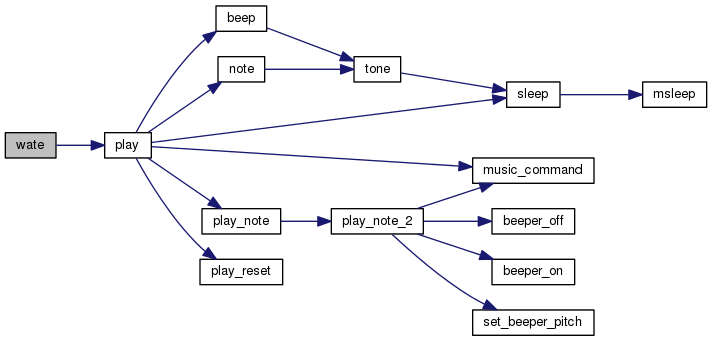 beep
note
tone
sleep
msleep
wate
play
music_command
play_note
play_note_2
beeper_off
play_reset
beeper_on
set_beeper_pitch